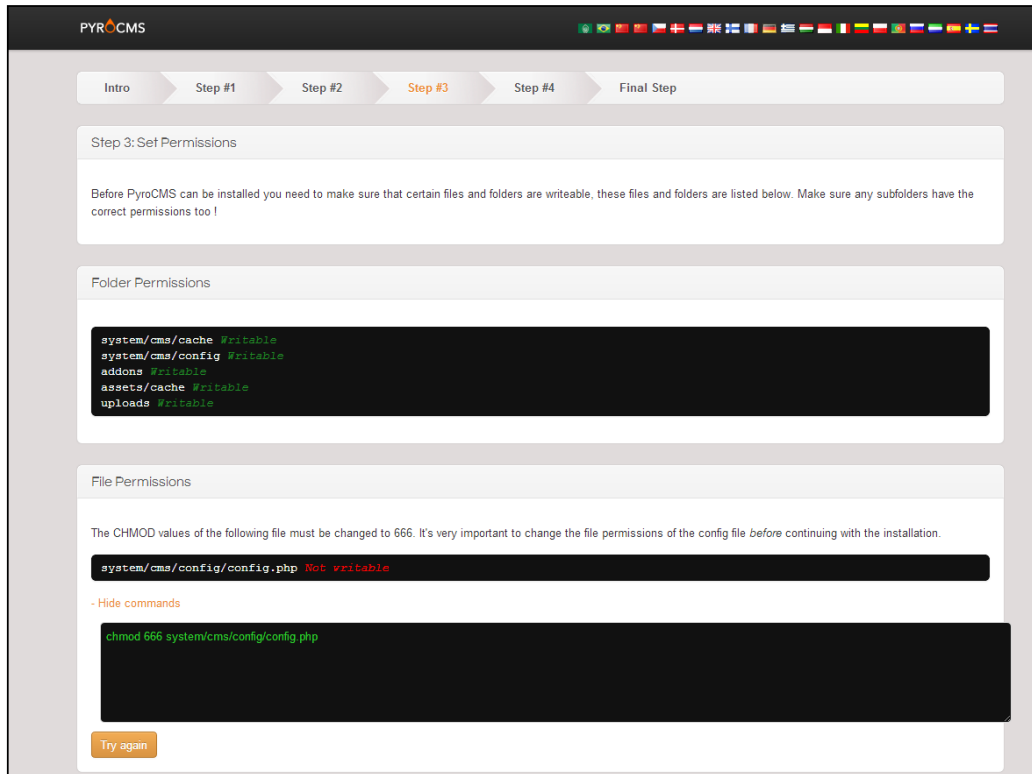 PYROCMS
Intro
Step #1
Step #2
Step #3
Step #4
Final Step
Step 3: Set Permissions
Before PyroCMS can be installed you need to make sure that certain files and folders are writeable, these files and folders are listed below. Make sure any subfolders have the
correct permissions too !
Folder Permissions
system/cms/cache Writable
system/cms/config Writable
addons Writable
assets/cache Writable
uploads Writable
File Permissions
The CHMOD values of the following file must be changed to 666. It's very important to change the file permissions of the config file before continuing with the installation.
system/cms/config/config.php Not writable
- Hide commands
chmod 666 system/cms/config/config.php
Try again